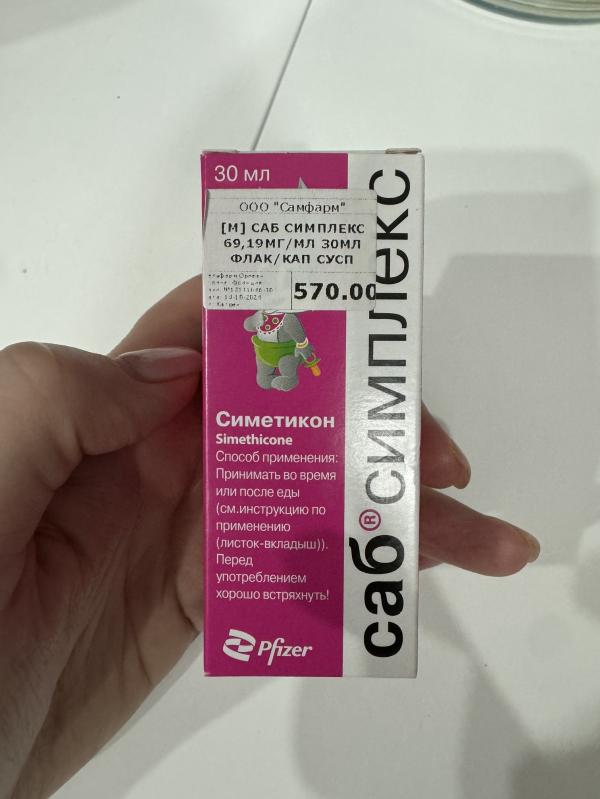 30 мл
ООО "Самфарм"
[М] САБ СИМПЛЕКС
69,19МГ/МЛ 30МЛ
ФЛАК/КАП СУСП
570.00
саб® симплекс
Симетикон
Simethicone
Способ применения:
Принимать во время
или после еды
(см.инструкцию по
применению
(листок-вкладыш)).
Перед
употреблением
хорошо встряхнуть!
Pfizer